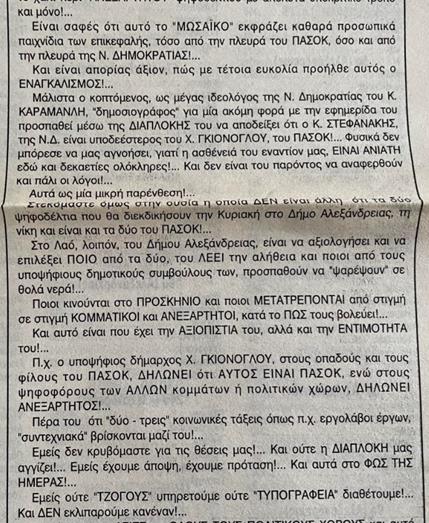 και μόνο!...
Είναι σαφές ότι αυτό το "ΜΩΣΑΪΚΟ" εκφράζει καθαρά προσωπικά
παιχνίδια των επικεφαλής, τόσο από την πλευρά του ΠΑΣΟΚ, όσο και από
την πλευρά της Ν. ΔΗΜΟΚΡΑΤΙΑΣ!...
Και είναι απορίας άξιον, πώς με τέτοια ευκολία προήλθε αυτός ο
ΕΝΑΓΚΑΛΙΣΜΟΣ!...
Μάλιστα ο κοπτόμενος, ως μέγας ιδεολόγος της Ν. Δημοκρατίας του Κ.
ΚΑΡΑΜΑΝΛΗ, "δημοσιογράφος" για μία ακόμη φορά με την εφημερίδα του
προσπαθεί μέσω της ΔΙΑΠΛΟΚΗΣ του να αποδείξει ότι ο Κ. ΣΤΕΦΑΝΑΚΗΣ,
της Ν.Δ. είναι υποδεέστερος του Χ. ΓΚΙΟΝΟΓΛΟΥ, του ΠΑΣΟΚ!... Φυσικά δεν
μπόρεσε να μας αγνοήσει, γιατί η ασθένειά του εναντίον μας, ΕΙΝΑΙ ΑΝΙΑΤΗ
εδώ και δεκαετίες ολόκληρες!... Και δεν είναι του παρόντος να αναφερθούν
και πάλι οι λόγοι!...
Αυτά ως μία μικρή παρένθεση!...
Στεκόμαστε όμως στην ουσία η οποία ΔΕΝ είναι άλλη ότι τα δύο
ψηφοδέλτια που θα διεκδικήσουν την Κυριακή στο Δήμο Αλεξάνδρειας, τη
νίκη και είναι και τα δύο του ΠΑΣΟΚ!...
Στο Λαό, λοιπόν, του Δήμου Αλεξάνδρειας, είναι να αξιολογήσει και να
επιλέξει ΠΟΙΟ από τα δύο, του ΛΕΕΙ την αλήθεια και ποιοι από τους
υποψήφιους δημοτικούς συμβούλους των, προσπαθούν να "ψαρέψουν" σε
θολά νερά!...
Ποιοι κινούνται στο ΠΡΟΣΚΗΝΙΟ και ποιοι ΜΕΤΑΤΡΕΠΟΝΤΑΙ από στιγμή
σε στιγμή ΚΟΜΜΑΤΙΚΟΙ και ΑΝΕΞΑΡΤΗΤΟΙ, κατά το ΠΩΣ τους βολεύει!...
Και αυτό είναι που έχει την ΑΞΙΟΠΙΣΤΙΑ του, αλλά και την ΕΝΤΙΜΟΤΗΤΑ
του!...
Π.χ. ο υποψήφιος δήμαρχος Χ. ΓΚΙΟΝΟΓΛΟΥ, στους οπαδούς και τους
φίλους του ΠΑΣΟΚ, ΔΗΛΩΝΕΙ ότι ΑΥΤΟΣ ΕΙΝΑΙ ΠΑΣΟΚ, ενώ στους
ψηφοφόρους των ΑΛΛΩΝ κομμάτων ή πολιτικών χώρων, ΔΗΛΩΝΕΙ
ΑΝΕΞΑΡΤΗΤΟΣ!...
Πέρα του ότι "δύο - τρεις" κοινωνικές τάξεις όπως π.χ. εργολάβοι έργων,
"συντεχνιακά" βρίσκονται μαζί του!...
Εμείς δεν κρυβόμαστε για τις θέσεις μας!... Και ούτε η ΔΙΑΠΛΟΚΗ μας
αγγίζει!... Εμείς έχουμε άποψη, έχουμε πρόταση!... Και αυτά στο ΦΩΣ ΤΗΣ
ΗΜΕΡΑΣ!...
Εμείς ούτε "ΤΖΟΓΟΥΣ" υπηρετούμε ούτε "ΤΥΠΟΓΡΑΦΕΙΑ" διαθέτουμε!...
Και ΔΕΝ εκλιπαρούμε κανέναν!...